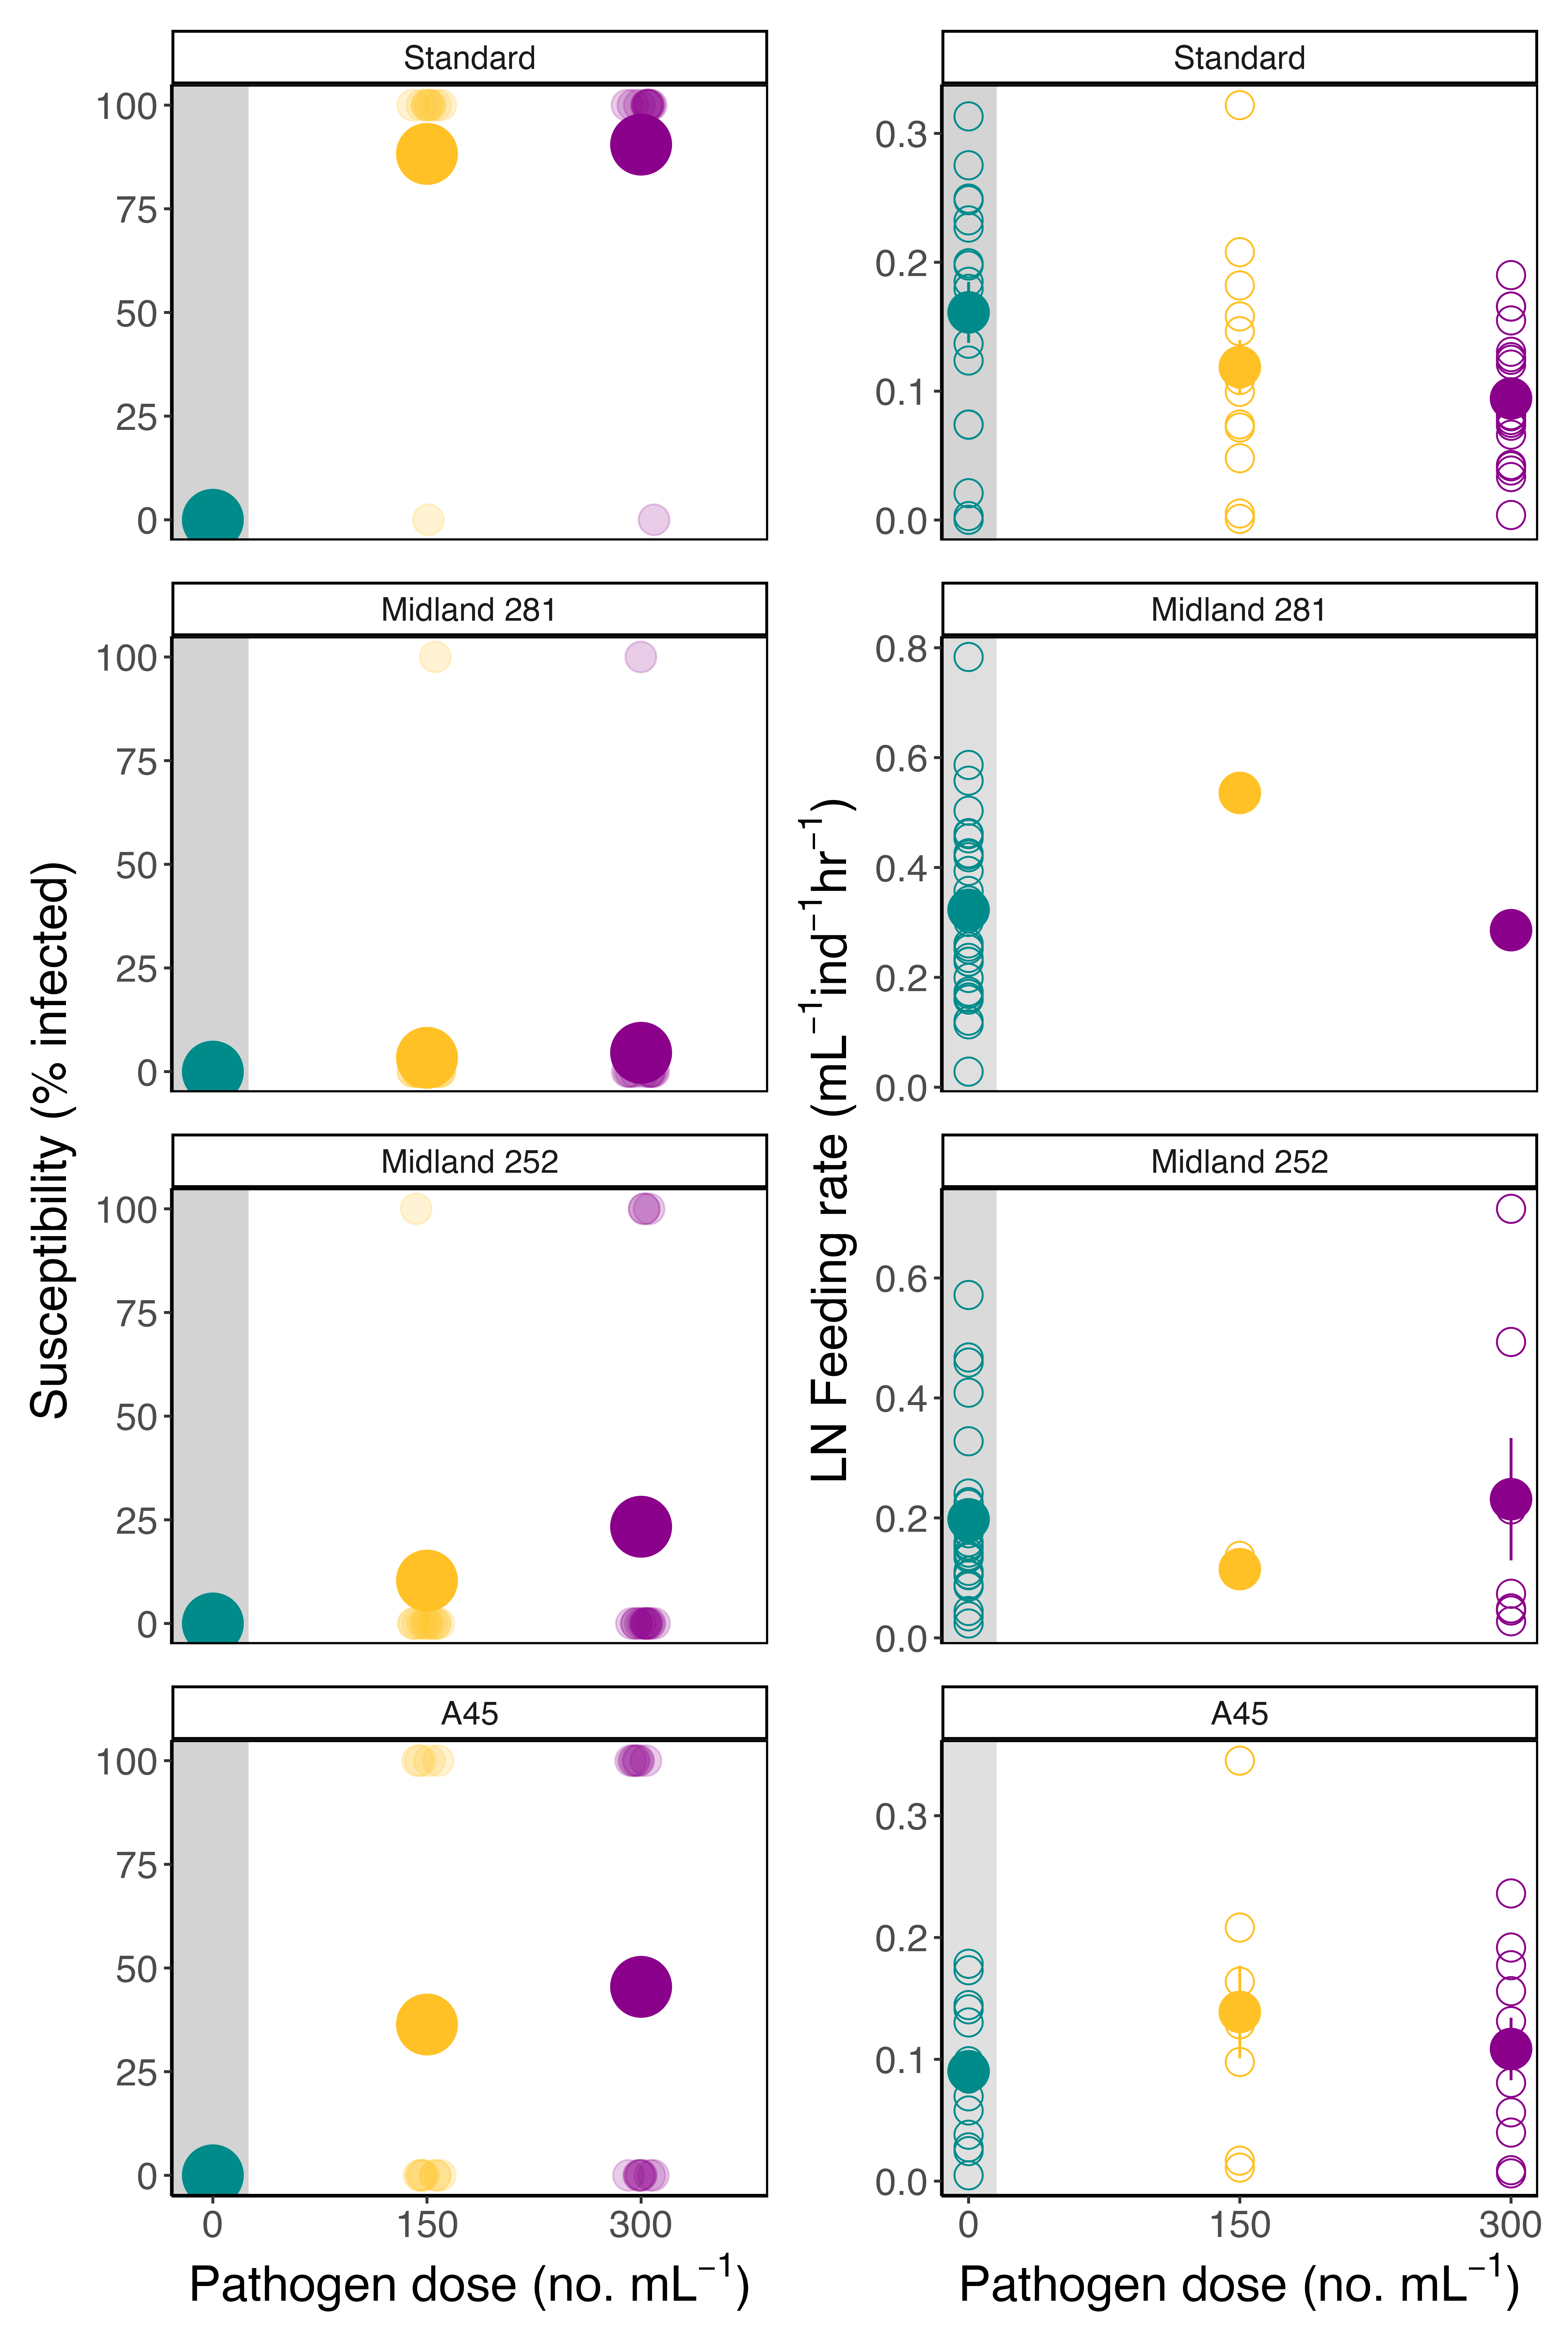 Standard
Standard
100
75
50
25
0
0.3
0.2
0.1
0.0
Midland 281
Midland 281
100
75
50
25
0
0.8
0.6
0.4
0.2
0.0
Midland 252
Midland 252
100
75
50
25
0
0.6
0.4
0.2
0.0
A45
A45
100
75
50
25
0
0.3
0.2
0.1
0.0
0 150 300
0 150 300
Susceptibility (% infected)
LN Feeding rate (mL⁻¹ind⁻¹hr⁻¹)
Pathogen dose (no. mL⁻¹)
Pathogen dose (no. mL⁻¹)